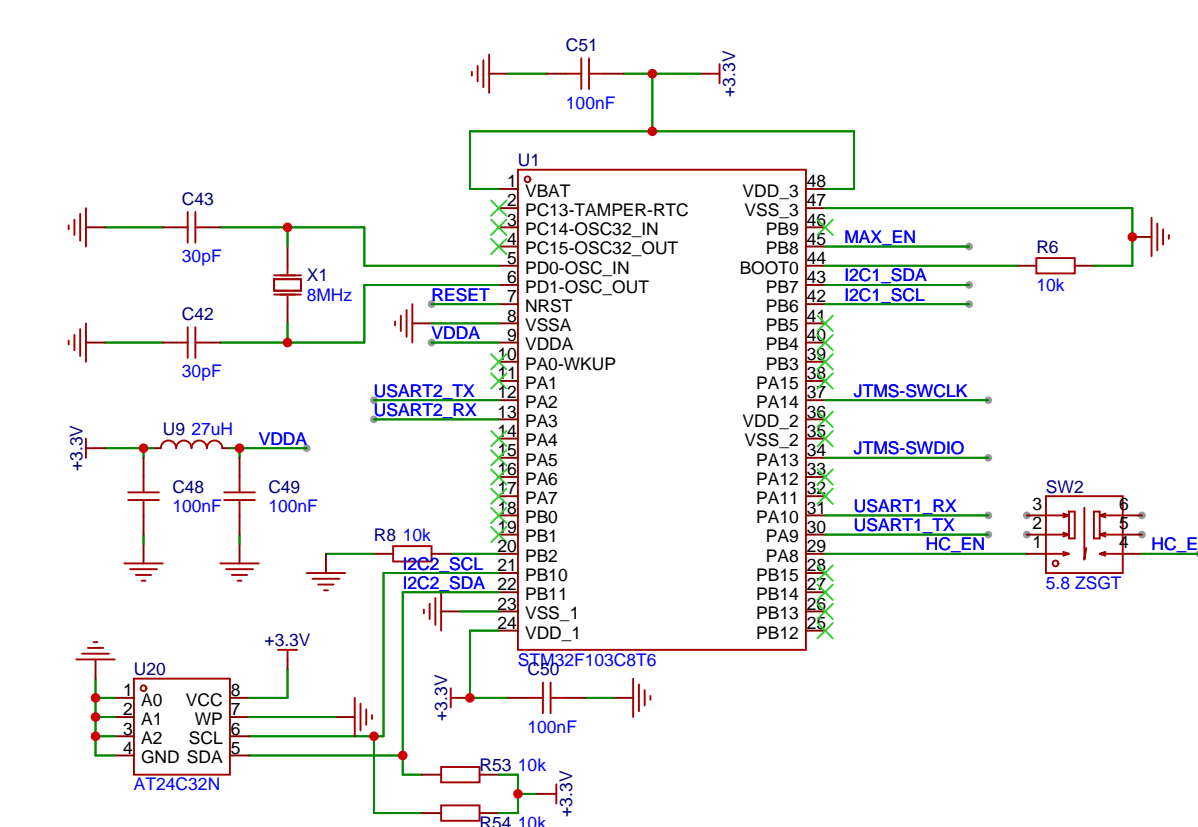 C51
100nF
+3.3V
U1
1 VBAT
2 PC13-TAMPER-RTC
3 PC14-OSC32_IN
4 PC15-OSC32_OUT
5 PD0-OSC_IN
6 PD1-OSC_OUT
7 NRST
8 VSSA
9 VDDA
10 PA0-WKUP
11 PA1
12 PA2
13 PA3
14 PA4
15 PA5
16 PA6
17 PA7
18 PB0
19 PB1
20 PB2
21 PB10
22 PB11
23 VSS_1
24 VDD_1
VDD_3 48
VSS_3 47
PB9 46
PB8 45
BOOT0 44
PB7 43
PB6 42
PB5 41
PB4 40
PB3 39
PA15 38
PA14 37
VDD_2 36
VSS_2 35
PA13 34
PA12 33
PA11 32
PA10 31
PA9 30
PA8 29
PB15 28
PB14 27
PB13 26
PB12 25
STM32F103C8T6
C43
30pF
X1
8MHz
C42
30pF
RESET
VDDA
USART2_TX
USART2_RX
+3.3V
U9 27uH
VDDA
C48
100nF
C49
100nF
R8 10k
I2C2_SCL
I2C2_SDA
MAX_EN
R6
10k
I2C1_SDA
I2C1_SCL
JTMS-SWCLK
JTMS-SWDIO
USART1_RX
USART1_TX
HC_EN
SW2
3 6
2 5
1 4
HC_E
5.8 ZSGT
+3.3V
C50
100nF
+3.3V
U20
1 A0 VCC 8
2 A1 WP 7
3 A2 SCL 6
4 GND SDA 5
AT24C32N
R53 10k
+3.3V
R54 10k